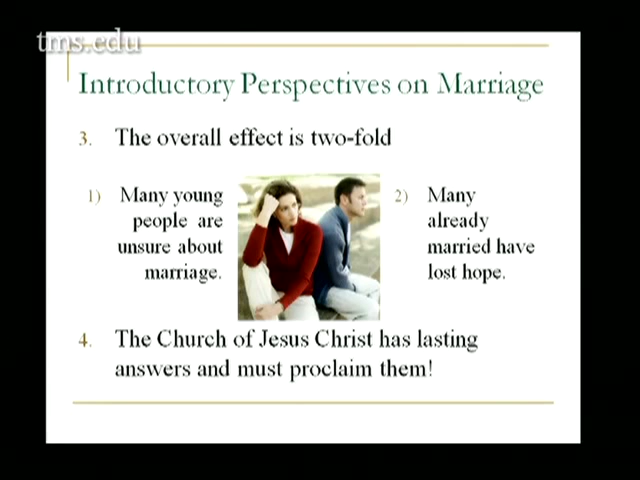 tms.edu
Introductory Perspectives on Marriage
3. The overall effect is two-fold
1) Many young
people are
unsure about
marriage.
2) Many
already
married have
lost hope.
4. The Church of Jesus Christ has lasting
answers and must proclaim them!